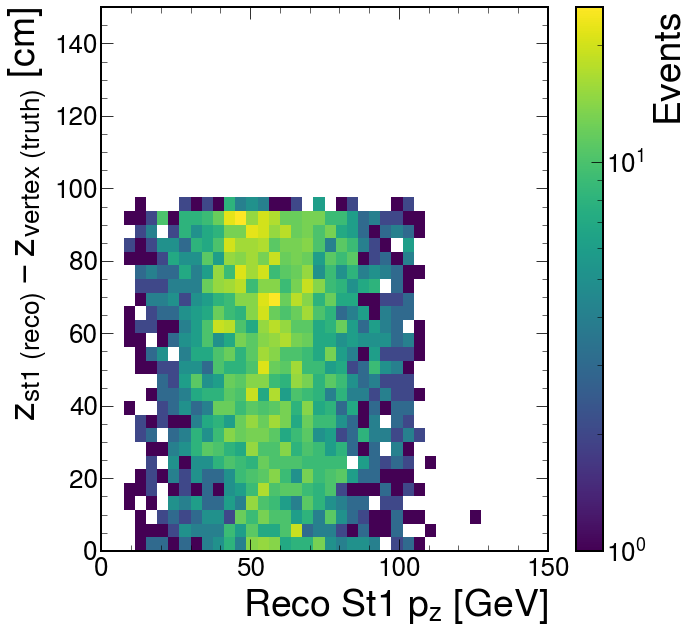 140
120
100
80
60
40
20
0
z_st1 (reco) − z_vertex (truth) [cm]
0 50 100 150
Reco St1 p_z [GeV]
Events
10^1
10^0